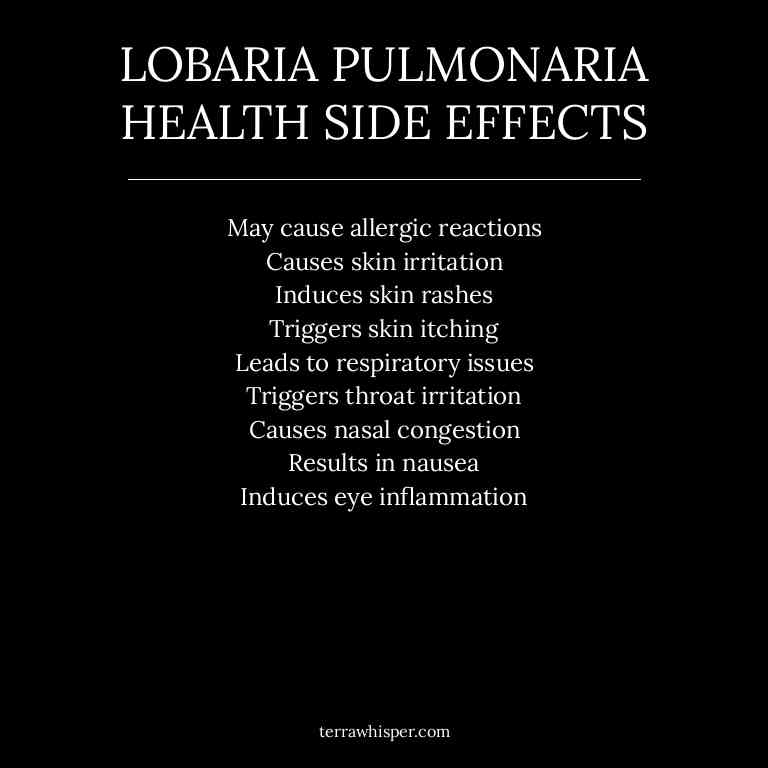 LOBARIA PULMONARIA
HEALTH SIDE EFFECTS
May cause allergic reactions
Causes skin irritation
Induces skin rashes
Triggers skin itching
Leads to respiratory issues
Triggers throat irritation
Causes nasal congestion
Results in nausea
Induces eye inflammation
terrawhisper.com